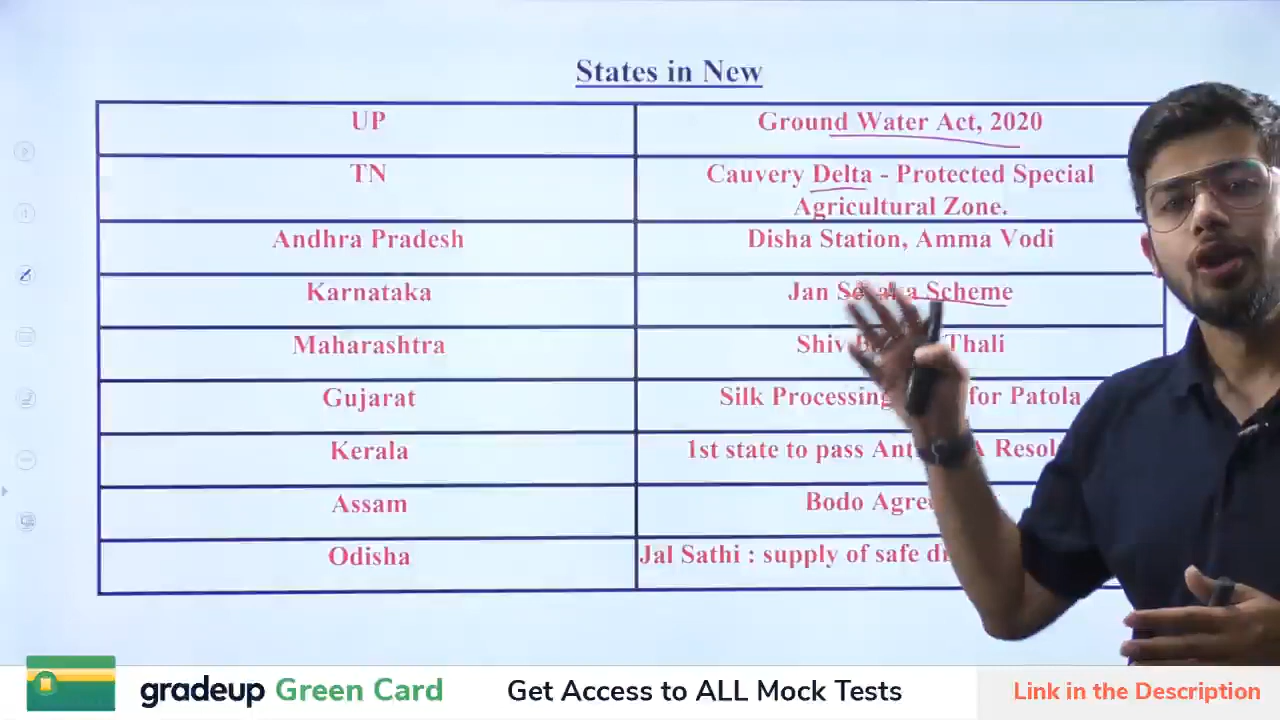 States in New
UP
Ground Water Act, 2020
TN
Cauvery Delta - Protected Special
Agricultural Zone.
Andhra Pradesh
Disha Station, Amma Vodi
Karnataka
Jan Scheme
Maharashtra
Shiv Thali
Gujarat
Silk Processing for Patola
Kerala
1st state to pass
Assam
Bodo
Odisha
Jal Sathi : supply of safe
gradeup Green Card
Get Access to ALL Mock Tests
Link in the Description